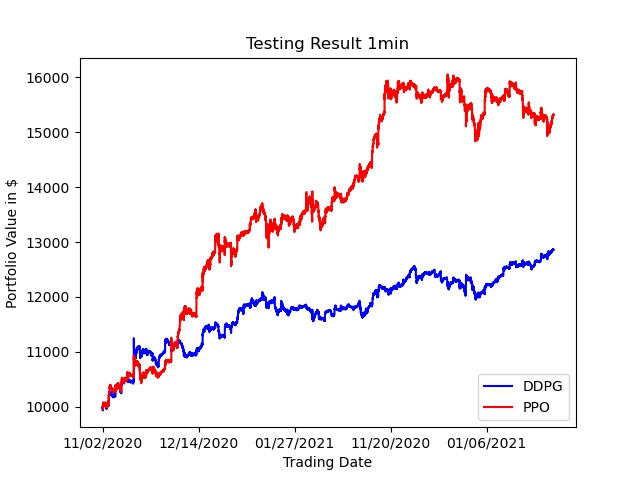 Testing Result 1min
Portfolio Value in $
16000
15000
14000
13000
12000
11000
10000
11/02/2020 12/14/2020 01/27/2021 11/20/2020 01/06/2021
Trading Date
DDPG
PPO